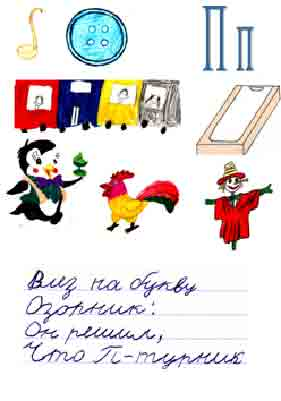 П п
Влез на букву
Озорник:
Он решил,
Что П-турник